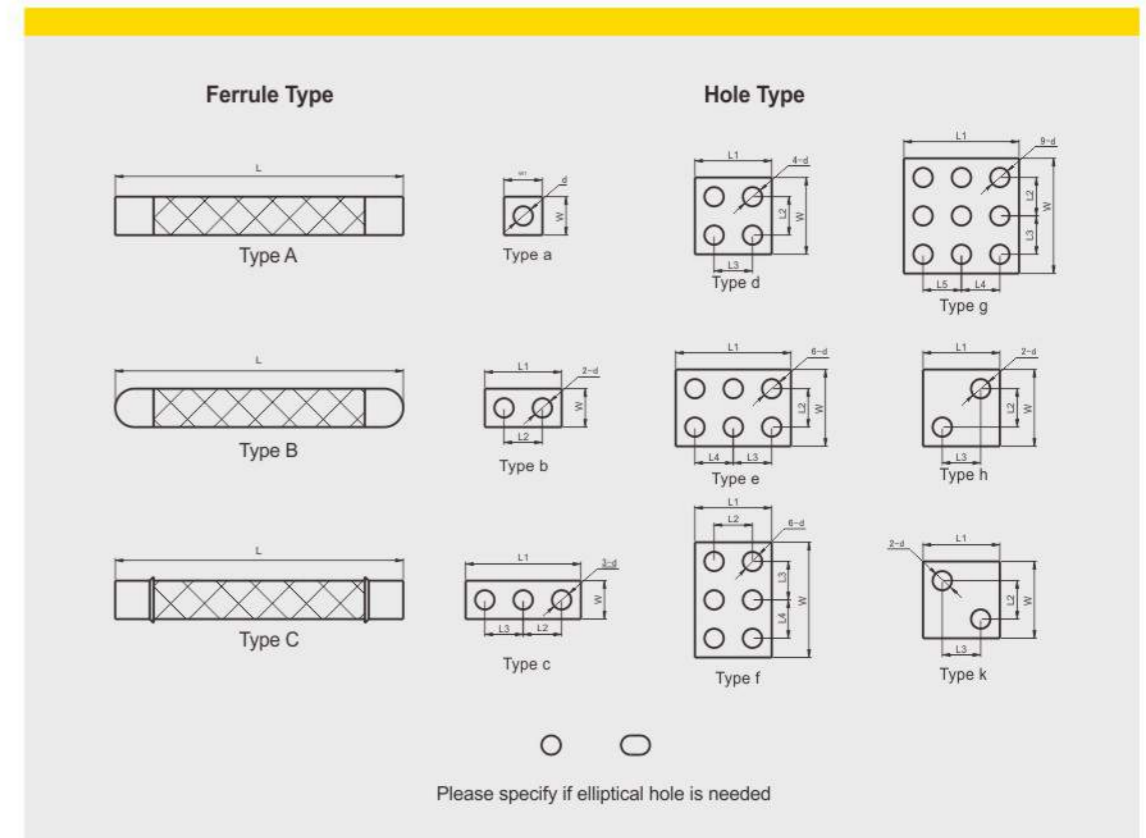 Ferrule Type
Hole Type
L
Type A
d
W
Type a
L1
4-d
L2
W
L3
Type d
L1
9-d
L2
L3
W
L5
L4
Type g
L
Type B
L1
2-d
W
L2
Type b
L1
6-d
L2
W
L4
L3
Type e
L1
2-d
L2
W
L3
Type h
L
Type C
L1
3-d
W
L3
L2
Type c
L1
L2
6-d
L3
L4
W
Type f
L1
2-d
L2
W
L3
Type k
Please specify if elliptical hole is needed